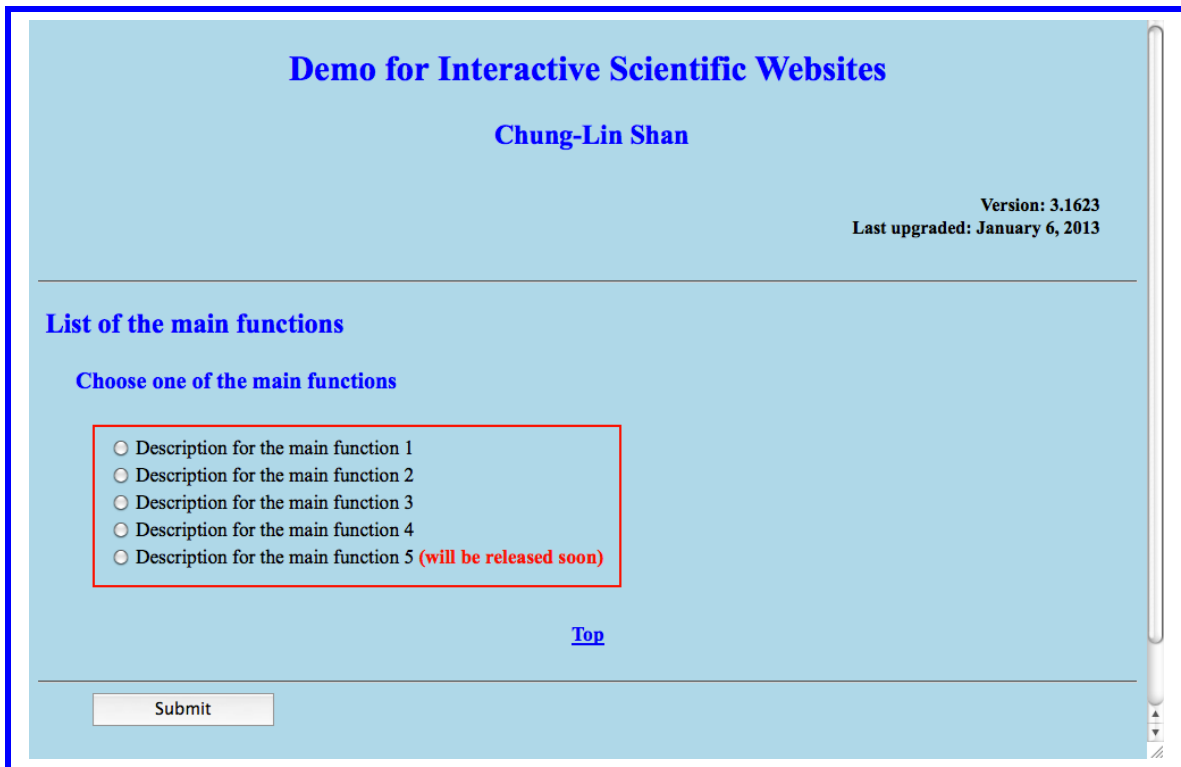 Demo for Interactive Scientific Websites
Chung-Lin Shan
Version: 3.1623
Last upgraded: January 6, 2013
List of the main functions
Choose one of the main functions
Description for the main function 1
Description for the main function 2
Description for the main function 3
Description for the main function 4
Description for the main function 5 (will be released soon)
Top
Submit